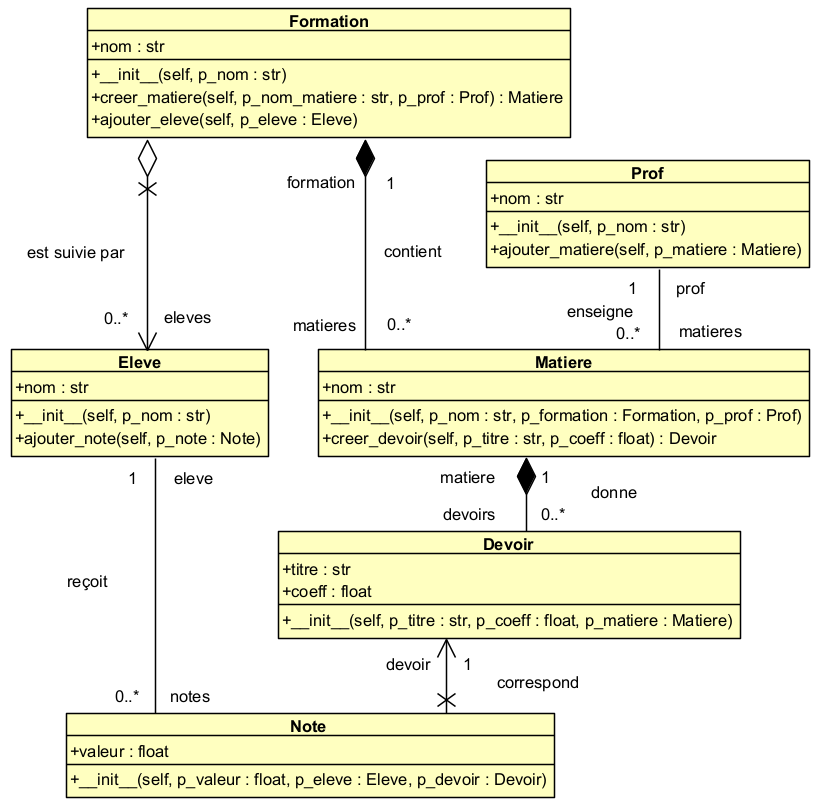 Formation
+nom : str
+__init__(self, p_nom : str)
+creer_matiere(self, p_nom_matiere : str, p_prof : Prof) : Matiere
+ajouter_eleve(self, p_eleve : Eleve)
formation 1
Prof
+nom : str
+__init__(self, p_nom : str)
+ajouter_matiere(self, p_matiere : Matiere)
est suivie par
contient
1 prof
enseigne
0..* eleves
matieres 0..*
0..* matieres
Eleve
+nom : str
+__init__(self, p_nom : str)
+ajouter_note(self, p_note : Note)
Matiere
+nom : str
+__init__(self, p_nom : str, p_formation : Formation, p_prof : Prof)
+creer_devoir(self, p_titre : str, p_coeff : float) : Devoir
1 eleve
matiere 1
donne
devoirs 0..*
Devoir
+titre : str
+coeff : float
+__init__(self, p_titre : str, p_coeff : float, p_matiere : Matiere)
reçoit
devoir 1
correspond
0..* notes
Note
+valeur : float
+__init__(self, p_valeur : float, p_eleve : Eleve, p_devoir : Devoir)